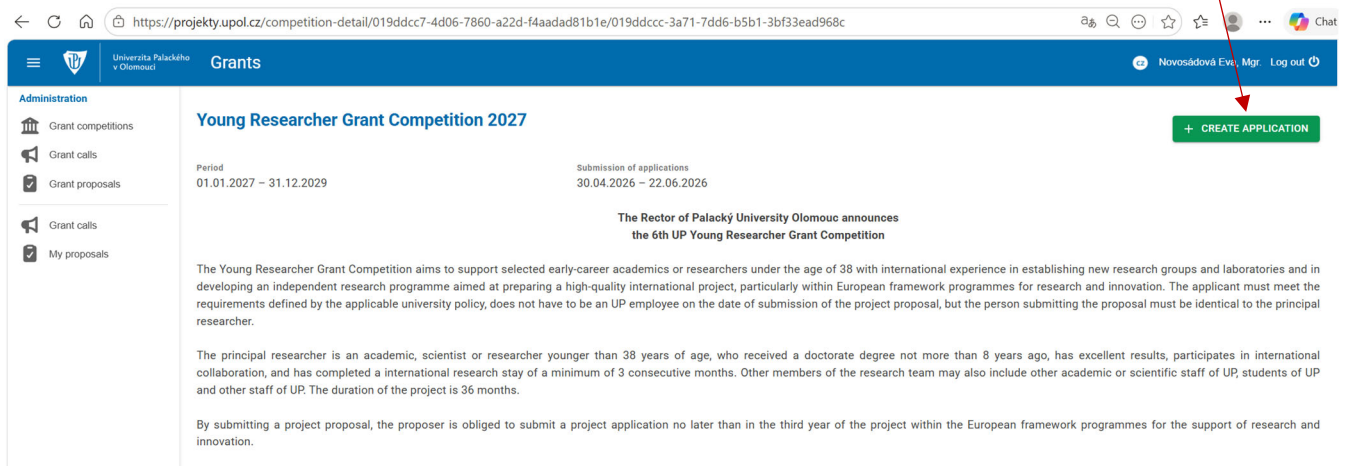 https://projekty.upol.cz/competition-detail/019ddcc7-4d06-7860-a22d-f4aadad81b1e/019ddccc-3a71-7dd6-b5b1-3bf33ead968c
Chat
Univerzita Palackého
v Olomouci
Grants
CZ
Novosádová Eva, Mgr. Log out
Administration
Grant competitions
Grant calls
Grant proposals
Grant calls
My proposals
Young Researcher Grant Competition 2027
+ CREATE APPLICATION
Period
01.01.2027 – 31.12.2029
Submission of applications
30.04.2026 – 22.06.2026
The Rector of Palacký University Olomouc announces
the 6th UP Young Researcher Grant Competition
The Young Researcher Grant Competition aims to support selected early-career academics or researchers under the age of 38 with international experience in establishing new research groups and laboratories and in
developing an independent research programme aimed at preparing a high-quality international project, particularly within European framework programmes for research and innovation. The applicant must meet the
requirements defined by the applicable university policy, does not have to be an UP employee on the date of submission of the project proposal, but the person submitting the proposal must be identical to the principal
researcher.
The principal researcher is an academic, scientist or researcher younger than 38 years of age, who received a doctorate degree not more than 8 years ago, has excellent results, participates in international
collaboration, and has completed a international research stay of a minimum of 3 consecutive months. Other members of the research team may also include other academic or scientific staff of UP, students of UP
and other staff of UP. The duration of the project is 36 months.
By submitting a project proposal, the proposer is obliged to submit a project application no later than in the third year of the project within the European framework programmes for the support of research and
innovation.